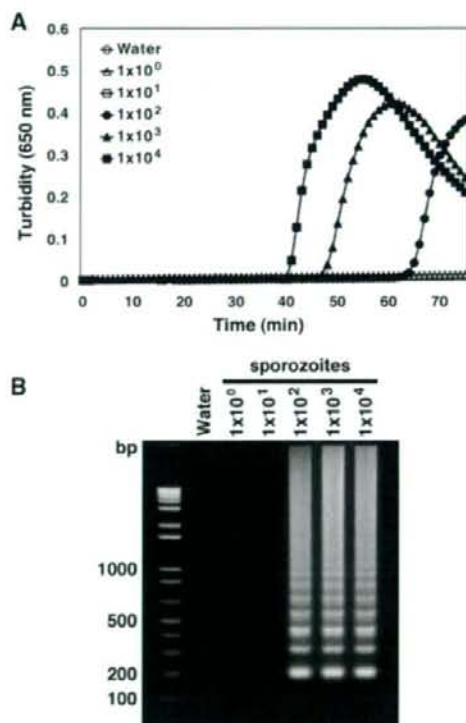 A
0.6
0.5
0.4
0.3
0.2
0.1
0
Turbidity (650 nm)
Water
1x10⁰
1x10¹
1x10²
1x10³
1x10⁴
0 10 20 30 40 50 60 70
Time (min)
B
sporozoites
Water 1x10⁰ 1x10¹ 1x10² 1x10³ 1x10⁴
bp
1000
500
200
100